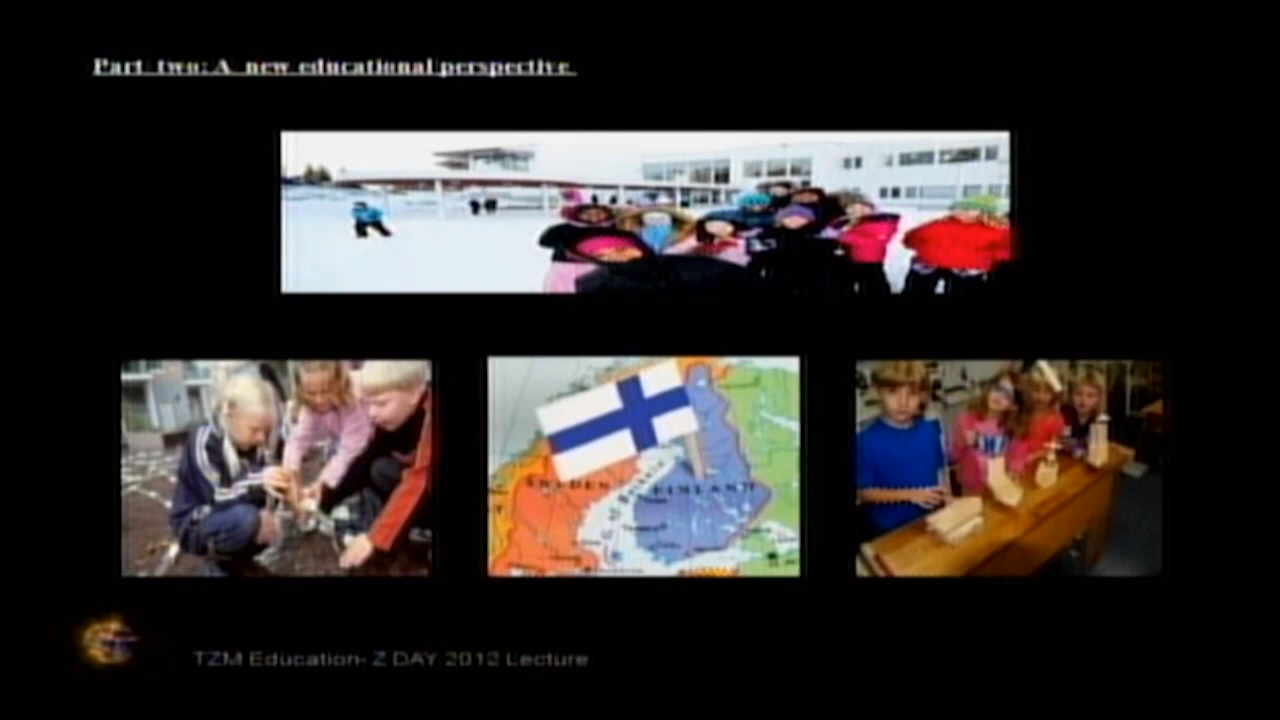 Part two: A new educational perspective
SWEDEN
FINLAND
TZM Education- Z DAY 2012 Lecture